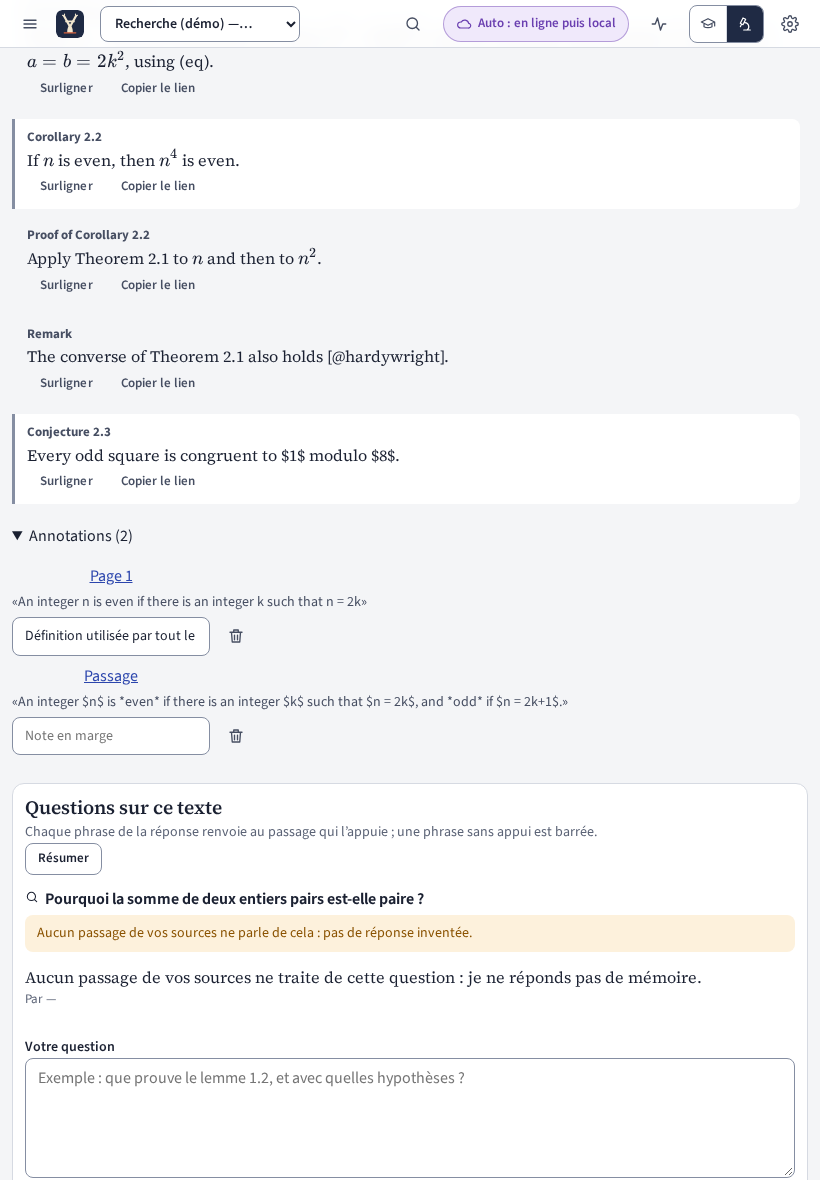 Recherche (démo) —...
Auto : en ligne puis local
a = b = 2k², using (eq).
Surligner Copier le lien
Corollary 2.2
If n is even, then n⁴ is even.
Surligner Copier le lien
Proof of Corollary 2.2
Apply Theorem 2.1 to n and then to n².
Surligner Copier le lien
Remark
The converse of Theorem 2.1 also holds [@hardywright].
Surligner Copier le lien
Conjecture 2.3
Every odd square is congruent to $1$ modulo $8$.
Surligner Copier le lien
Annotations (2)
Page 1
«An integer n is even if there is an integer k such that n = 2k»
Définition utilisée par tout le
Passage
«An integer $n$ is *even* if there is an integer $k$ such that $n = 2k$, and *odd* if $n = 2k+1$.»
Note en marge
Questions sur ce texte
Chaque phrase de la réponse renvoie au passage qui l’appuie ; une phrase sans appui est barrée.
Résumer
Pourquoi la somme de deux entiers pairs est-elle paire ?
Aucun passage de vos sources ne parle de cela : pas de réponse inventée.
Aucun passage de vos sources ne traite de cette question : je ne réponds pas de mémoire.
Par —
Votre question
Exemple : que prouve le lemme 1.2, et avec quelles hypothèses ?